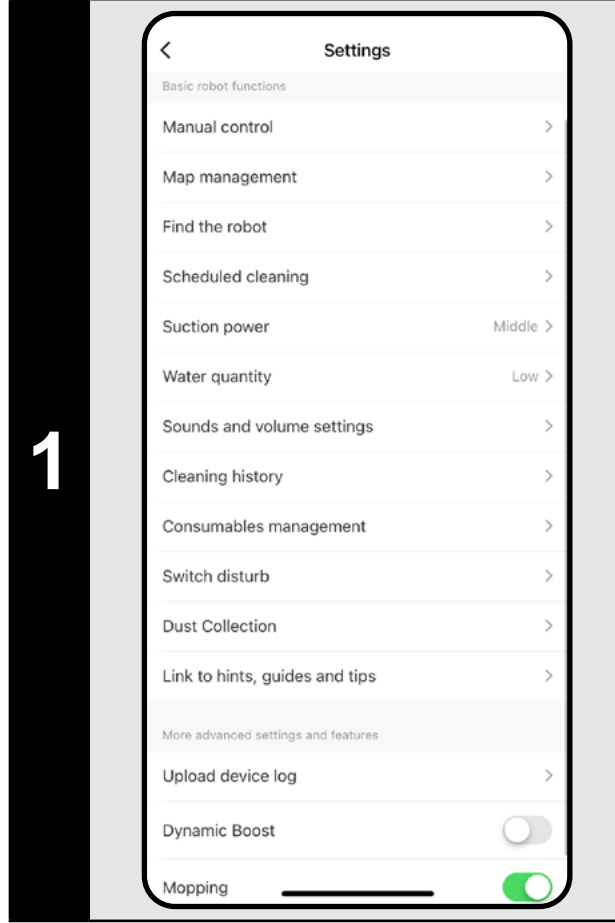 Settings
Basic robot functions
Manual control
Map management
Find the robot
Scheduled cleaning
Suction power Middle
Water quantity Low
Sounds and volume settings
1
Cleaning history
Consumables management
Switch disturb
Dust Collection
Link to hints, guides and tips
More advanced settings and features
Upload device log
Dynamic Boost
Mopping